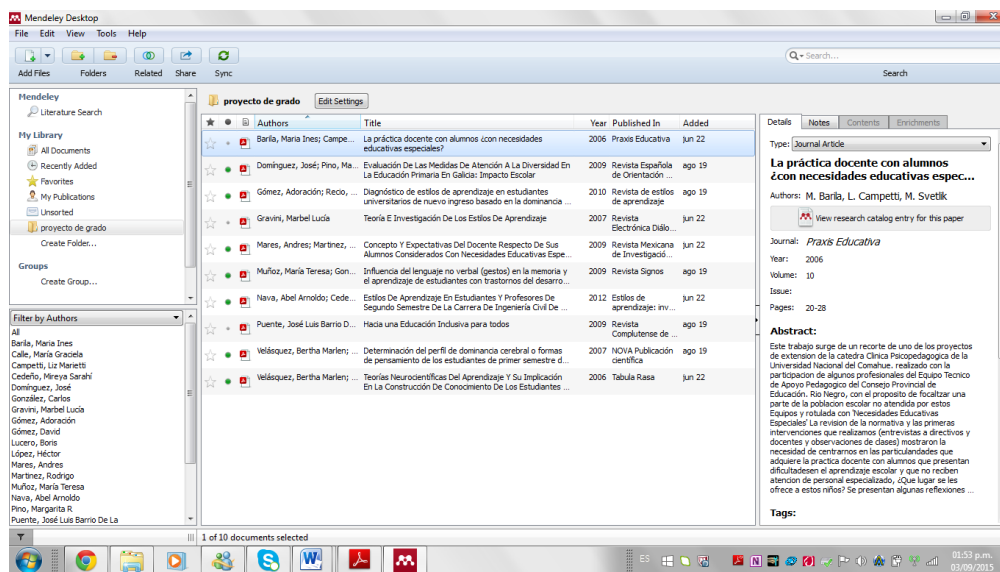 Mendeley Desktop
File Edit View Tools Help
Search...
Add Files Folders Related Share Sync Search
Mendeley
Literature Search
My Library
All Documents
Recently Added
Favorites
My Publications
Unsorted
proyecto de grado
Create Folder...
Groups
Create Group...
Filter by Authors
All
Barila, Maria Ines
Calle, María Graciela
Campetti, Liz Marietti
Cedeño, Mireya Sarahí
Domínguez, José
González, Carlos
Gravini, Marbel Lucía
Gómez, Adoración
Gómez, David
Lucero, Boris
López, Héctor
Mares, Andres
Martinez, Rodrigo
Muñoz, María Teresa
Nava, Abel Arnoldo
Pino, Margarita R
Puente, José Luis Barrio De La
proyecto de grado Edit Settings
Authors Title Year Published In Added
Barila, Maria Ines; Campe... La práctica docente con alumnos ¿con necesidades 2006 Praxis Educativa jun 22
educativas especiales?
Domínguez, José; Pino, Ma... Evaluación De Las Medidas De Atención A La Diversidad En 2009 Revista Española ago 19
La Educación Primaria En Galicia: Impacto Escolar de Orientación ...
Gómez, Adoración; Recio, ... Diagnóstico de estilos de aprendizaje en estudiantes 2010 Revista de estilos ago 19
universitarios de nuevo ingreso basado en la dominancia ... de aprendizaje
Gravini, Marbel Lucía Teoría E Investigación De Los Estilos De Aprendizaje 2007 Revista jun 22
Electrónica Diálo...
Mares, Andres; Martinez, ... Concepto Y Expectativas Del Docente Respecto De Sus 2009 Revista Mexicana jun 22
Alumnos Considerados Con Necesidades Educativas Espe... de Investigació...
Muñoz, María Teresa; Gon... Influencia del lenguaje no verbal (gestos) en la memoria y 2009 Revista Signos ago 19
el aprendizaje de estudiantes con trastornos del desarro...
Nava, Abel Arnoldo; Cede... Estilos De Aprendizaje En Estudiantes Y Profesores De 2012 Estilos de jun 22
Segundo Semestre De La Carrera De Ingeniería Civil De ... aprendizaje: inv...
Puente, José Luis Barrio D... Hacia una Educación Indusiva para todos 2009 Revista ago 19
Complutense de ...
Velásquez, Bertha Marlen; ... Determinación del perfil de dominancia cerebral o formas 2007 NOVA Publicación ago 19
de pensamiento de los estudiantes de primer semestre d... científica
Velásquez, Bertha Marlen; ... Teorías Neurocientíficas Del Aprendizaje Y Su Implicación 2006 Tabula Rasa jun 22
En La Construcción De Conocimiento De Los Estudiantes ...
Details Notes Contents Enrichments
Type: Journal Article
La práctica docente con alumnos
¿con necesidades educativas espec...
Authors: M. Barila, L. Campetti, M. Svetlik
View research catalog entry for this paper
Journal: Praxis Educativa
Year: 2006
Volume: 10
Issue:
Pages: 20-28
Abstract:
Este trabajo surge de un recorte de uno de los proyectos
de extension de la catedra Clinica Psicopedagogica de la
Universidad Nacional del Comahue. realizado con la
participacion de algunos profesionales del Equipo Tecnico
de Apoyo Pedagogico del Consejo Provincial de
Educación. Rio Negro, con el proposito de focaltzar una
parte de la poblacion escolar no atendida por estos
Equipos y rotulada con 'Necesidades Educativas
Especiales' La revision de la normativa y las primeras
intervenciones que realizamos (entrevistas a directivos y
docentes y observaciones de clases) mostraron la
necesidad de centrarnos en las particulandades que
adquiere la practica docente con alumnos que presentan
dificultadesen el aprendizaje escolar y que no reciben
atencion de personal especializado, ¿Que lugar se les
ofrece a estos niños? Se presentan algunas reflexiones ...
Tags:
1 of 10 documents selected
ES 01:53 p.m.
03/09/2015